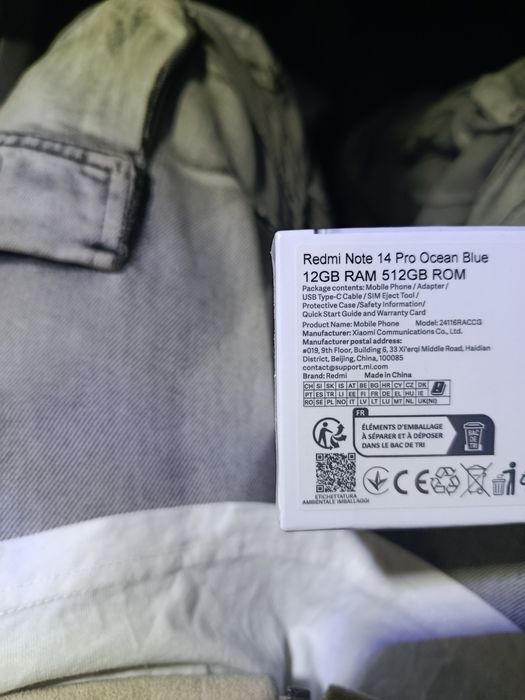 Redmi Note 14 Pro Ocean Blue
12GB RAM 512GB ROM
Package contents: Mobile Phone / Adapter /
USB Type-C Cable / SIM Eject Tool /
Protective Case /Safety Information/
Quick Start Guide and Warranty Card
Product Name: Mobile Phone Model: 24116RACCG
Manufacturer: Xiaomi Communications Co., Ltd.
Manufacturer postal address:
#019, 9th Floor, Building 6, 33 Xi'erqi Middle Road, Haidian
District, Beijing, China, 100085
contact@support.mi.com
Brand: Redmi Made in China
CH SI SK IS AT BE BG HR CY CZ DK
PT ES TR LI EE FI FR DE HU IE
RO SE PL NO IT LV LT LU MT NL UK(NI)
FR
ÉLÉMENTS D'EMBALLAGE
À SÉPARER ET À DÉPOSER
DANS LE BAC DE TRI
BAC
DE
TRI
CE
ETICHETTATURA
AMBIENTALE IMBALLAGGI